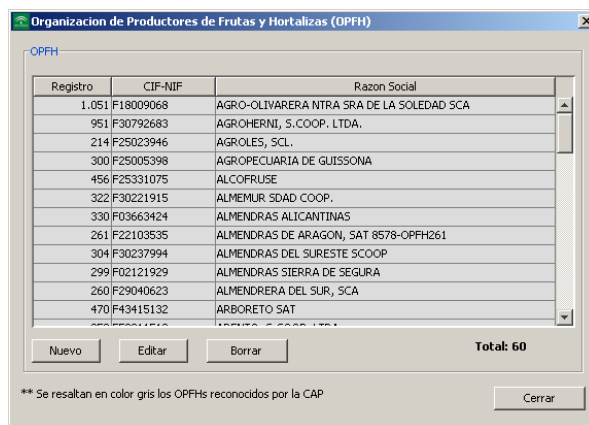 Organizacion de Productores de Frutas y Hortalizas (OPFH)
OPFH
Registro CIF-NIF Razon Social
1.051 F18009068 AGRO-OLIVARERA NTRA SRA DE LA SOLEDAD SCA
951 F30792683 AGROHERNI, S.COOP. LTDA.
214 F25023946 AGROLES, SCL.
300 F25005398 AGROPECUARIA DE GUISSONA
456 F25331075 ALCOFRUSE
322 F30221915 ALMEMUR SDAD COOP.
330 F03663424 ALMENDRAS ALICANTINAS
261 F22103535 ALMENDRAS DE ARAGON, SAT 8578-OPFH261
304 F30237994 ALMENDRAS DEL SURESTE SCOOP
299 F02121929 ALMENDRAS SIERRA DE SEGURA
260 F29040623 ALMENDRERA DEL SUR, SCA
470 F43415132 ARBORETO SAT
Nuevo Editar Borrar Total: 60
** Se resaltan en color gris los OPFHs reconocidos por la CAP
Cerrar